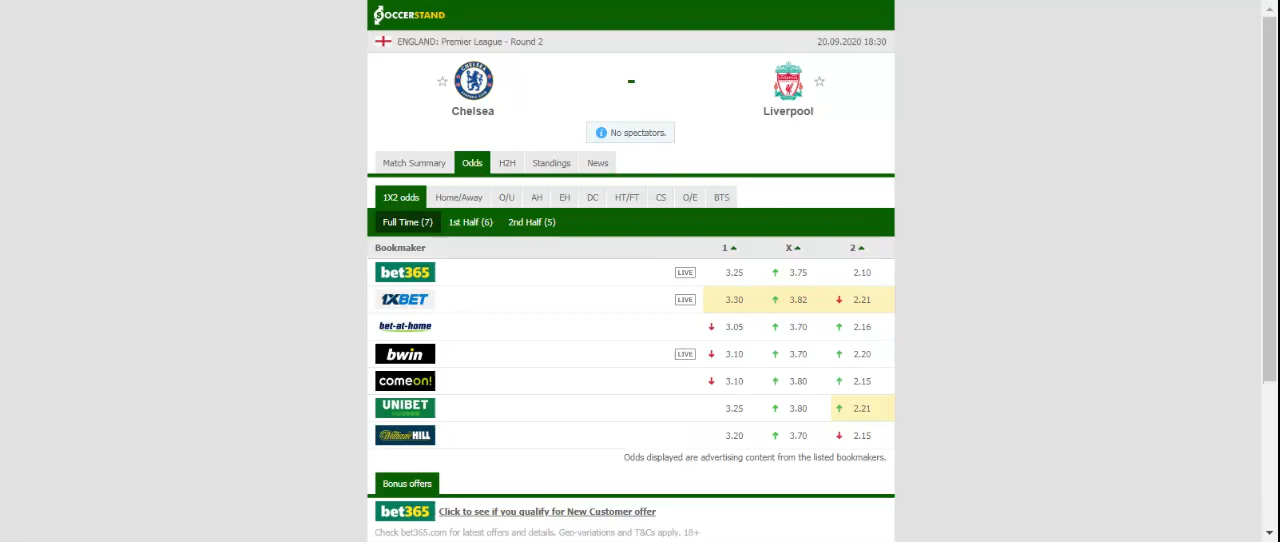 SOCCERSTAND
ENGLAND: Premier League - Round 2 20.09.2020 18:30
-
Chelsea Liverpool
No spectators.
Match Summary Odds H2H Standings News
1X2 odds Home/Away O/U AH EH DC HT/FT CS O/E BTS
Full Time (7) 1st Half (6) 2nd Half (5)
Bookmaker 1 X 2
bet365 LIVE 3.25 3.75 2.10
1XBET LIVE 3.30 3.82 2.21
bet-at-home 3.05 3.70 2.16
bwin LIVE 3.10 3.70 2.20
comeon! 3.10 3.80 2.15
UNIBET 3.25 3.80 2.21
William HILL 3.20 3.70 2.15
Odds displayed are advertising content from the listed bookmakers.
Bonus offers
bet365 Click to see if you qualify for New Customer offer
Check bet365.com for latest offers and details. Geo-variations and T&Cs apply. 18+